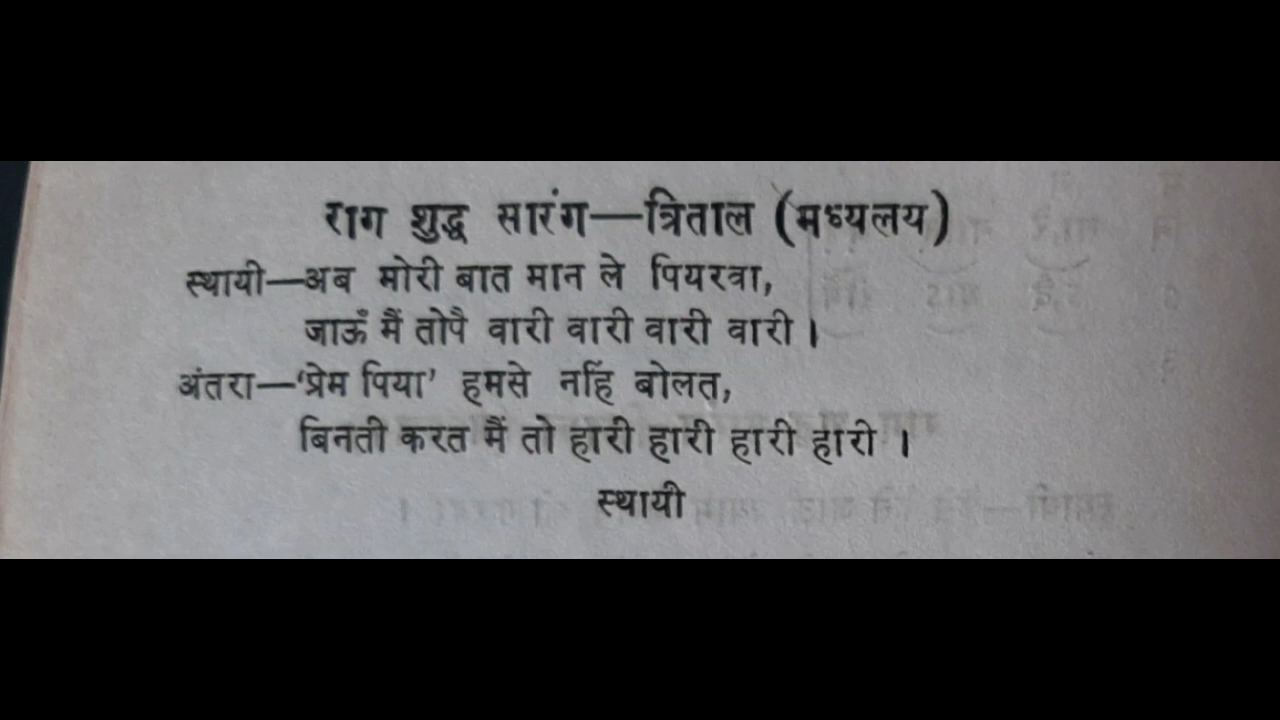 राग शुद्ध सारंग—त्रिताल (मध्यलय)
स्थायी—अब मोरी बात मान ले पियरवा,
जाऊँ मैं तोपै वारी वारी वारी वारी ।
अंतरा—‘प्रेम पिया’ हमसे नहिं बोलत,
बिनती करत मैं तो हारी हारी हारी हारी ।
स्थायी